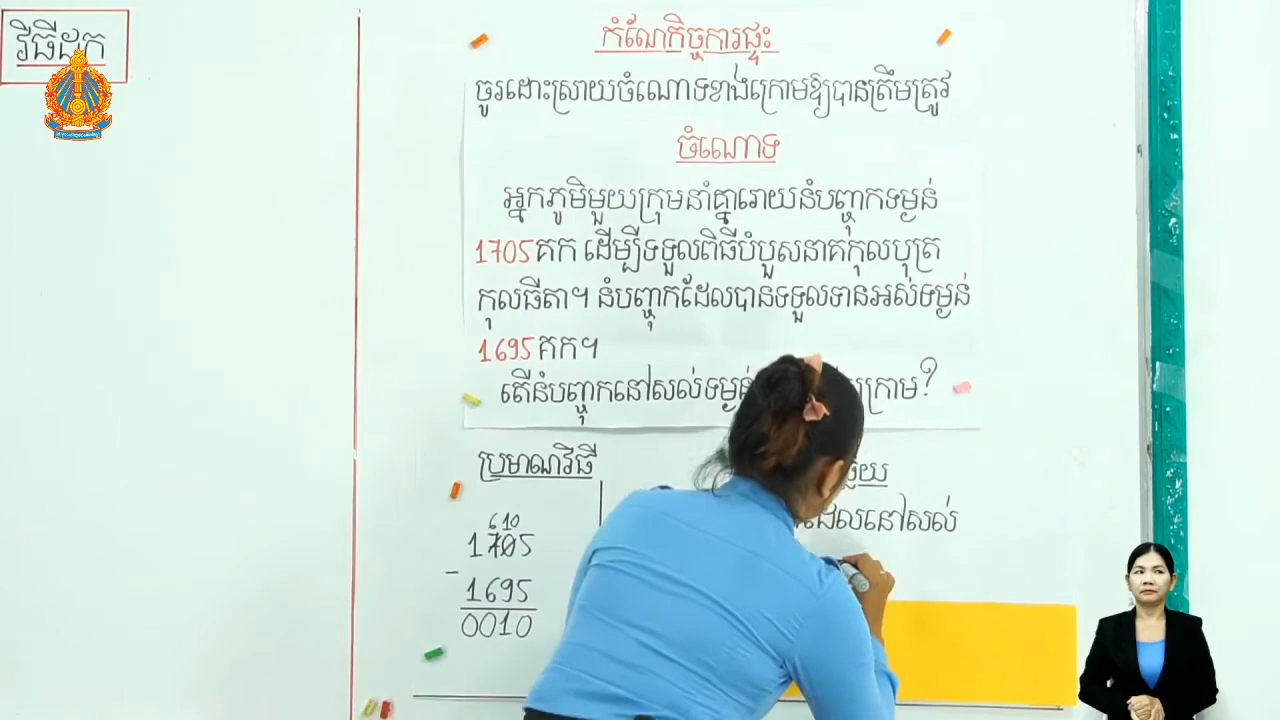 វិធីដក
កំណែកិច្ចការផ្ទះ
ចូរដោះស្រាយចំណោទខាងក្រោមឱ្យបានត្រឹមត្រូវ
ចំណោទ
អ្នកភូមិមួយក្រុមនាំគ្នារោយនំបញ្ចុកទម្ងន់
1705គក ដើម្បីទទួលពិធីបំបួសនាគកុលបុត្រ
កុលធីតា។ នំបញ្ចុកដែលបានទទួលទានអស់ទម្ងន់
1695គក។
តើនំបញ្ចុកនៅសល់ទម្ងន់ ក្រាម?
ប្រមាណវិធី
610
1705
- 1695
0010
ដែលនៅសល់